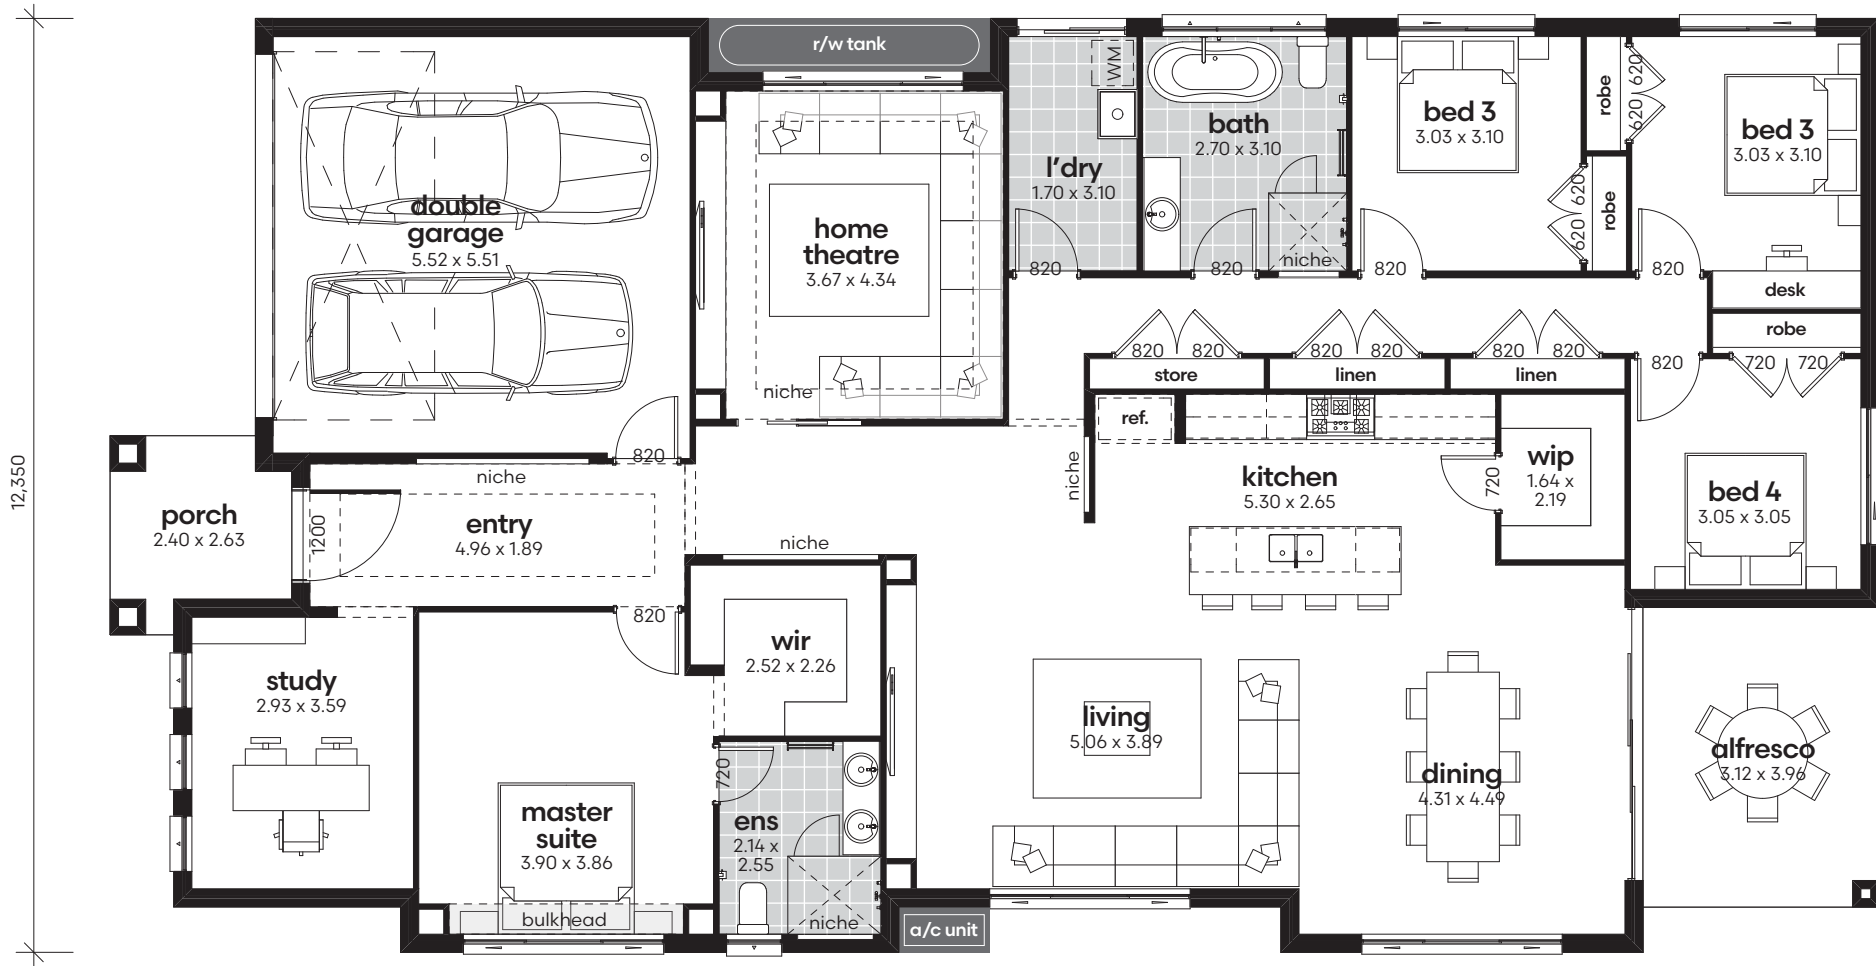 12,350
r/w tank
double
garage
5.52 x 5.51
820
home
theatre
3.67 x 4.34
niche
l'dry
1.70 x 3.10
WM
820
bath
2.70 x 3.10
820
niche
bed 3
3.03 x 3.10
820
robe
620
620
robe
620
620
bed 3
3.03 x 3.10
820
desk
robe
720
720
820
store
820
820
linen
820
820
linen
820
820
ref.
niche
kitchen
5.30 x 2.65
720
wip
1.64 x
2.19
bed 4
3.05 x 3.05
porch
2.40 x 2.63
1200
niche
entry
4.96 x 1.89
niche
820
wir
2.52 x 2.26
study
2.93 x 3.59
master
suite
3.90 x 3.86
bulkhead
720
ens
2.14 x
2.55
niche
a/c unit
living
5.06 x 3.89
dining
4.31 x 4.49
alfresco
3.12 x 3.96